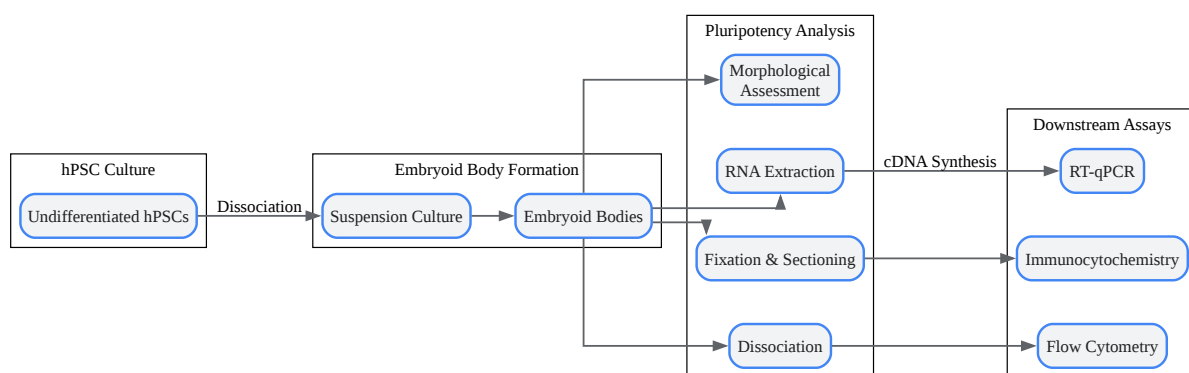 Pluripotency Analysis
Morphological
Assessment
Downstream Assays
hPSC Culture
Embryoid Body Formation
cDNA Synthesis
RNA Extraction
RT-qPCR
Undifferentiated hPSCs
Dissociation
Suspension Culture
Embryoid Bodies
Fixation & Sectioning
Immunocytochemistry
Dissociation
Flow Cytometry